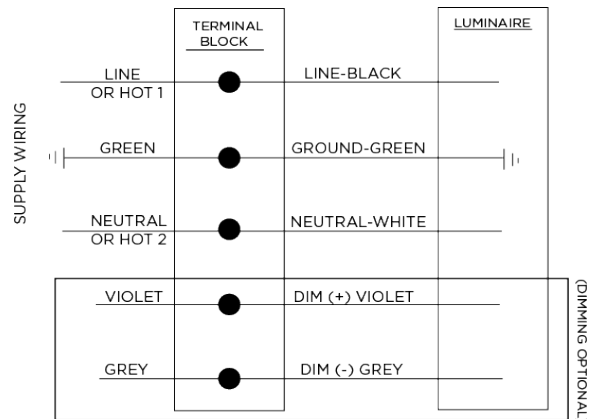 TERMINAL
BLOCK
LUMINAIRE
SUPPLY WIRING
LINE
OR HOT 1
LINE-BLACK
GREEN
GROUND-GREEN
NEUTRAL
OR HOT 2
NEUTRAL-WHITE
VIOLET
DIM (+) VIOLET
GREY
DIM (-) GREY
(DIMMING OPTIONAL)